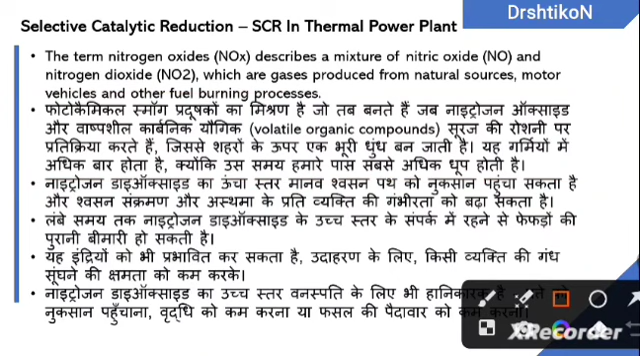 DrshtikoN
Selective Catalytic Reduction – SCR In Thermal Power Plant
• The term nitrogen oxides (NOx) describes a mixture of nitric oxide (NO) and
nitrogen dioxide (NO2), which are gases produced from natural sources, motor
vehicles and other fuel burning processes.
• फोटोकैमिकल स्मॉग प्रदूषकों का मिश्रण है जो तब बनते हैं जब नाइट्रोजन ऑक्साइड
और वाष्पशील कार्बनिक यौगिक (volatile organic compounds) सूरज की रोशनी पर
प्रतिक्रिया करते हैं, जिससे शहरों के ऊपर एक भूरी धुंध बन जाती है। यह गर्मियों में
अधिक बार होता है, क्योंकि उस समय हमारे पास सबसे अधिक धूप होती है।
• नाइट्रोजन डाइऑक्साइड का ऊंचा स्तर मानव श्वसन पथ को नुकसान पहुंचा सकता है
और श्वसन संक्रमण और अस्थमा के प्रति व्यक्ति की गंभीरता को बढ़ा सकता है।
• लंबे समय तक नाइट्रोजन डाइऑक्साइड के उच्च स्तर के संपर्क में रहने से फेफड़ों की
पुरानी बीमारी हो सकती है।
• यह इंद्रियों को भी प्रभावित कर सकता है, उदाहरण के लिए, किसी व्यक्ति की गंध
सूंघने की क्षमता को कम करके।
• नाइट्रोजन डाइऑक्साइड का उच्च स्तर वनस्पति के लिए भी हानिकारक है
नुकसान पहुँचाना, वृद्धि को कम करना या फसल की पैदावार को कम करना।
XRecorder